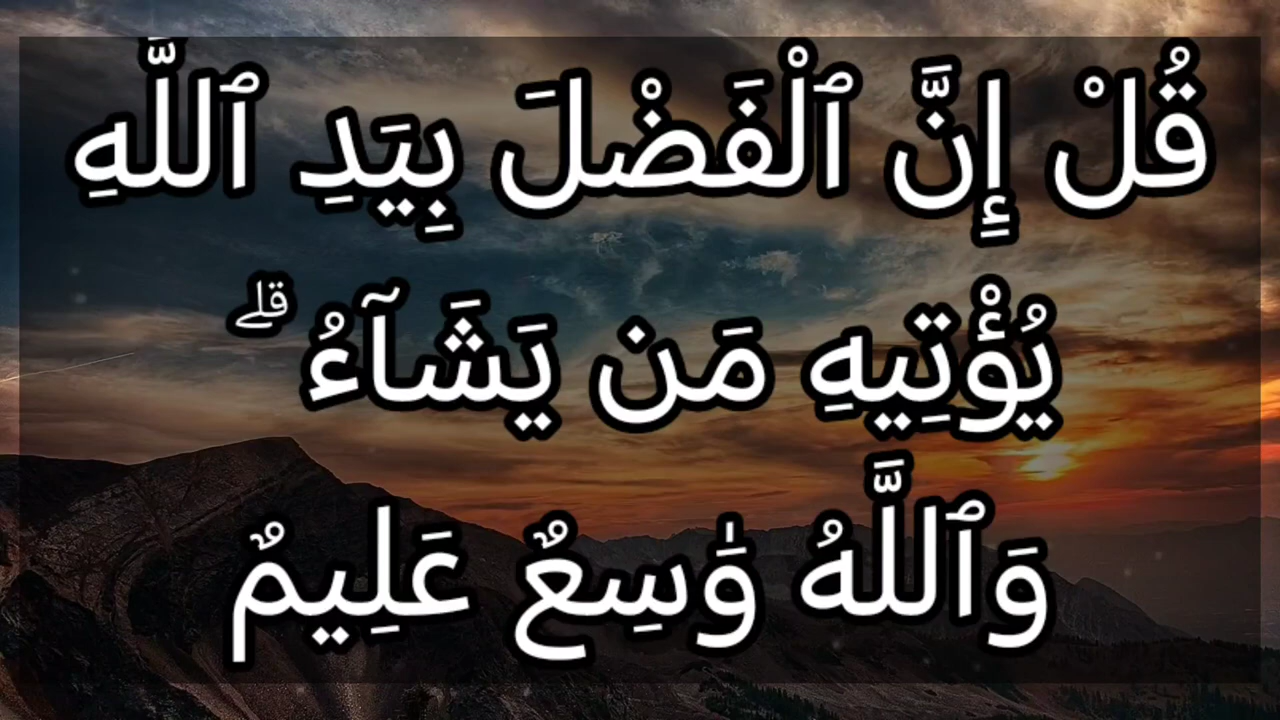 قُلْ إِنَّ ٱلْفَضْلَ بِيَدِ ٱللَّهِ
يُؤْتِيهِ مَن يَشَآءُ ۗ
وَٱللَّهُ وَٰسِعٌ عَلِيمٌ